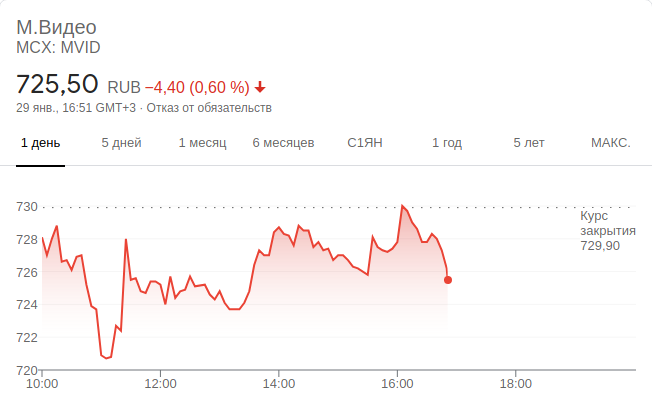 М.Видео
MCX: MVID
725,50 RUB −4,40 (0,60 %)
29 янв., 16:51 GMT+3 · Отказ от обязательств
1 день 5 дней 1 месяц 6 месяцев С1ЯН 1 год 5 лет МАКС.
730
728
726
724
722
720
Курс
закрытия
729,90
10:00 12:00 14:00 16:00 18:00